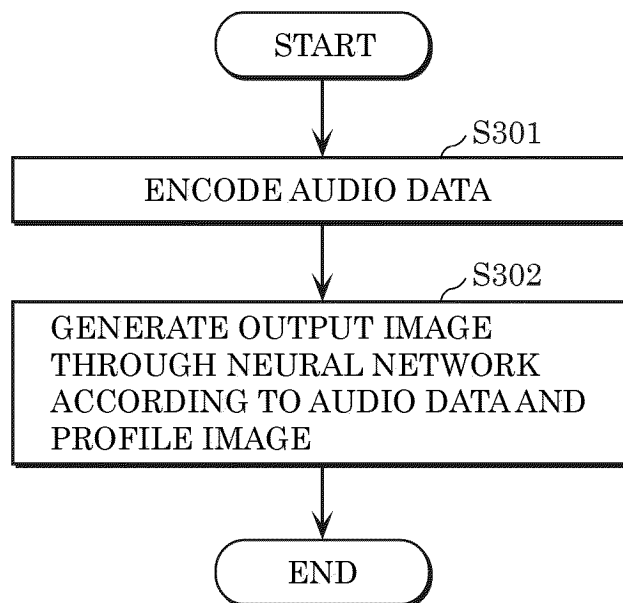 START
S301
ENCODE AUDIO DATA
S302
GENERATE OUTPUT IMAGE
THROUGH NEURAL NETWORK
ACCORDING TO AUDIO DATA AND
PROFILE IMAGE
END